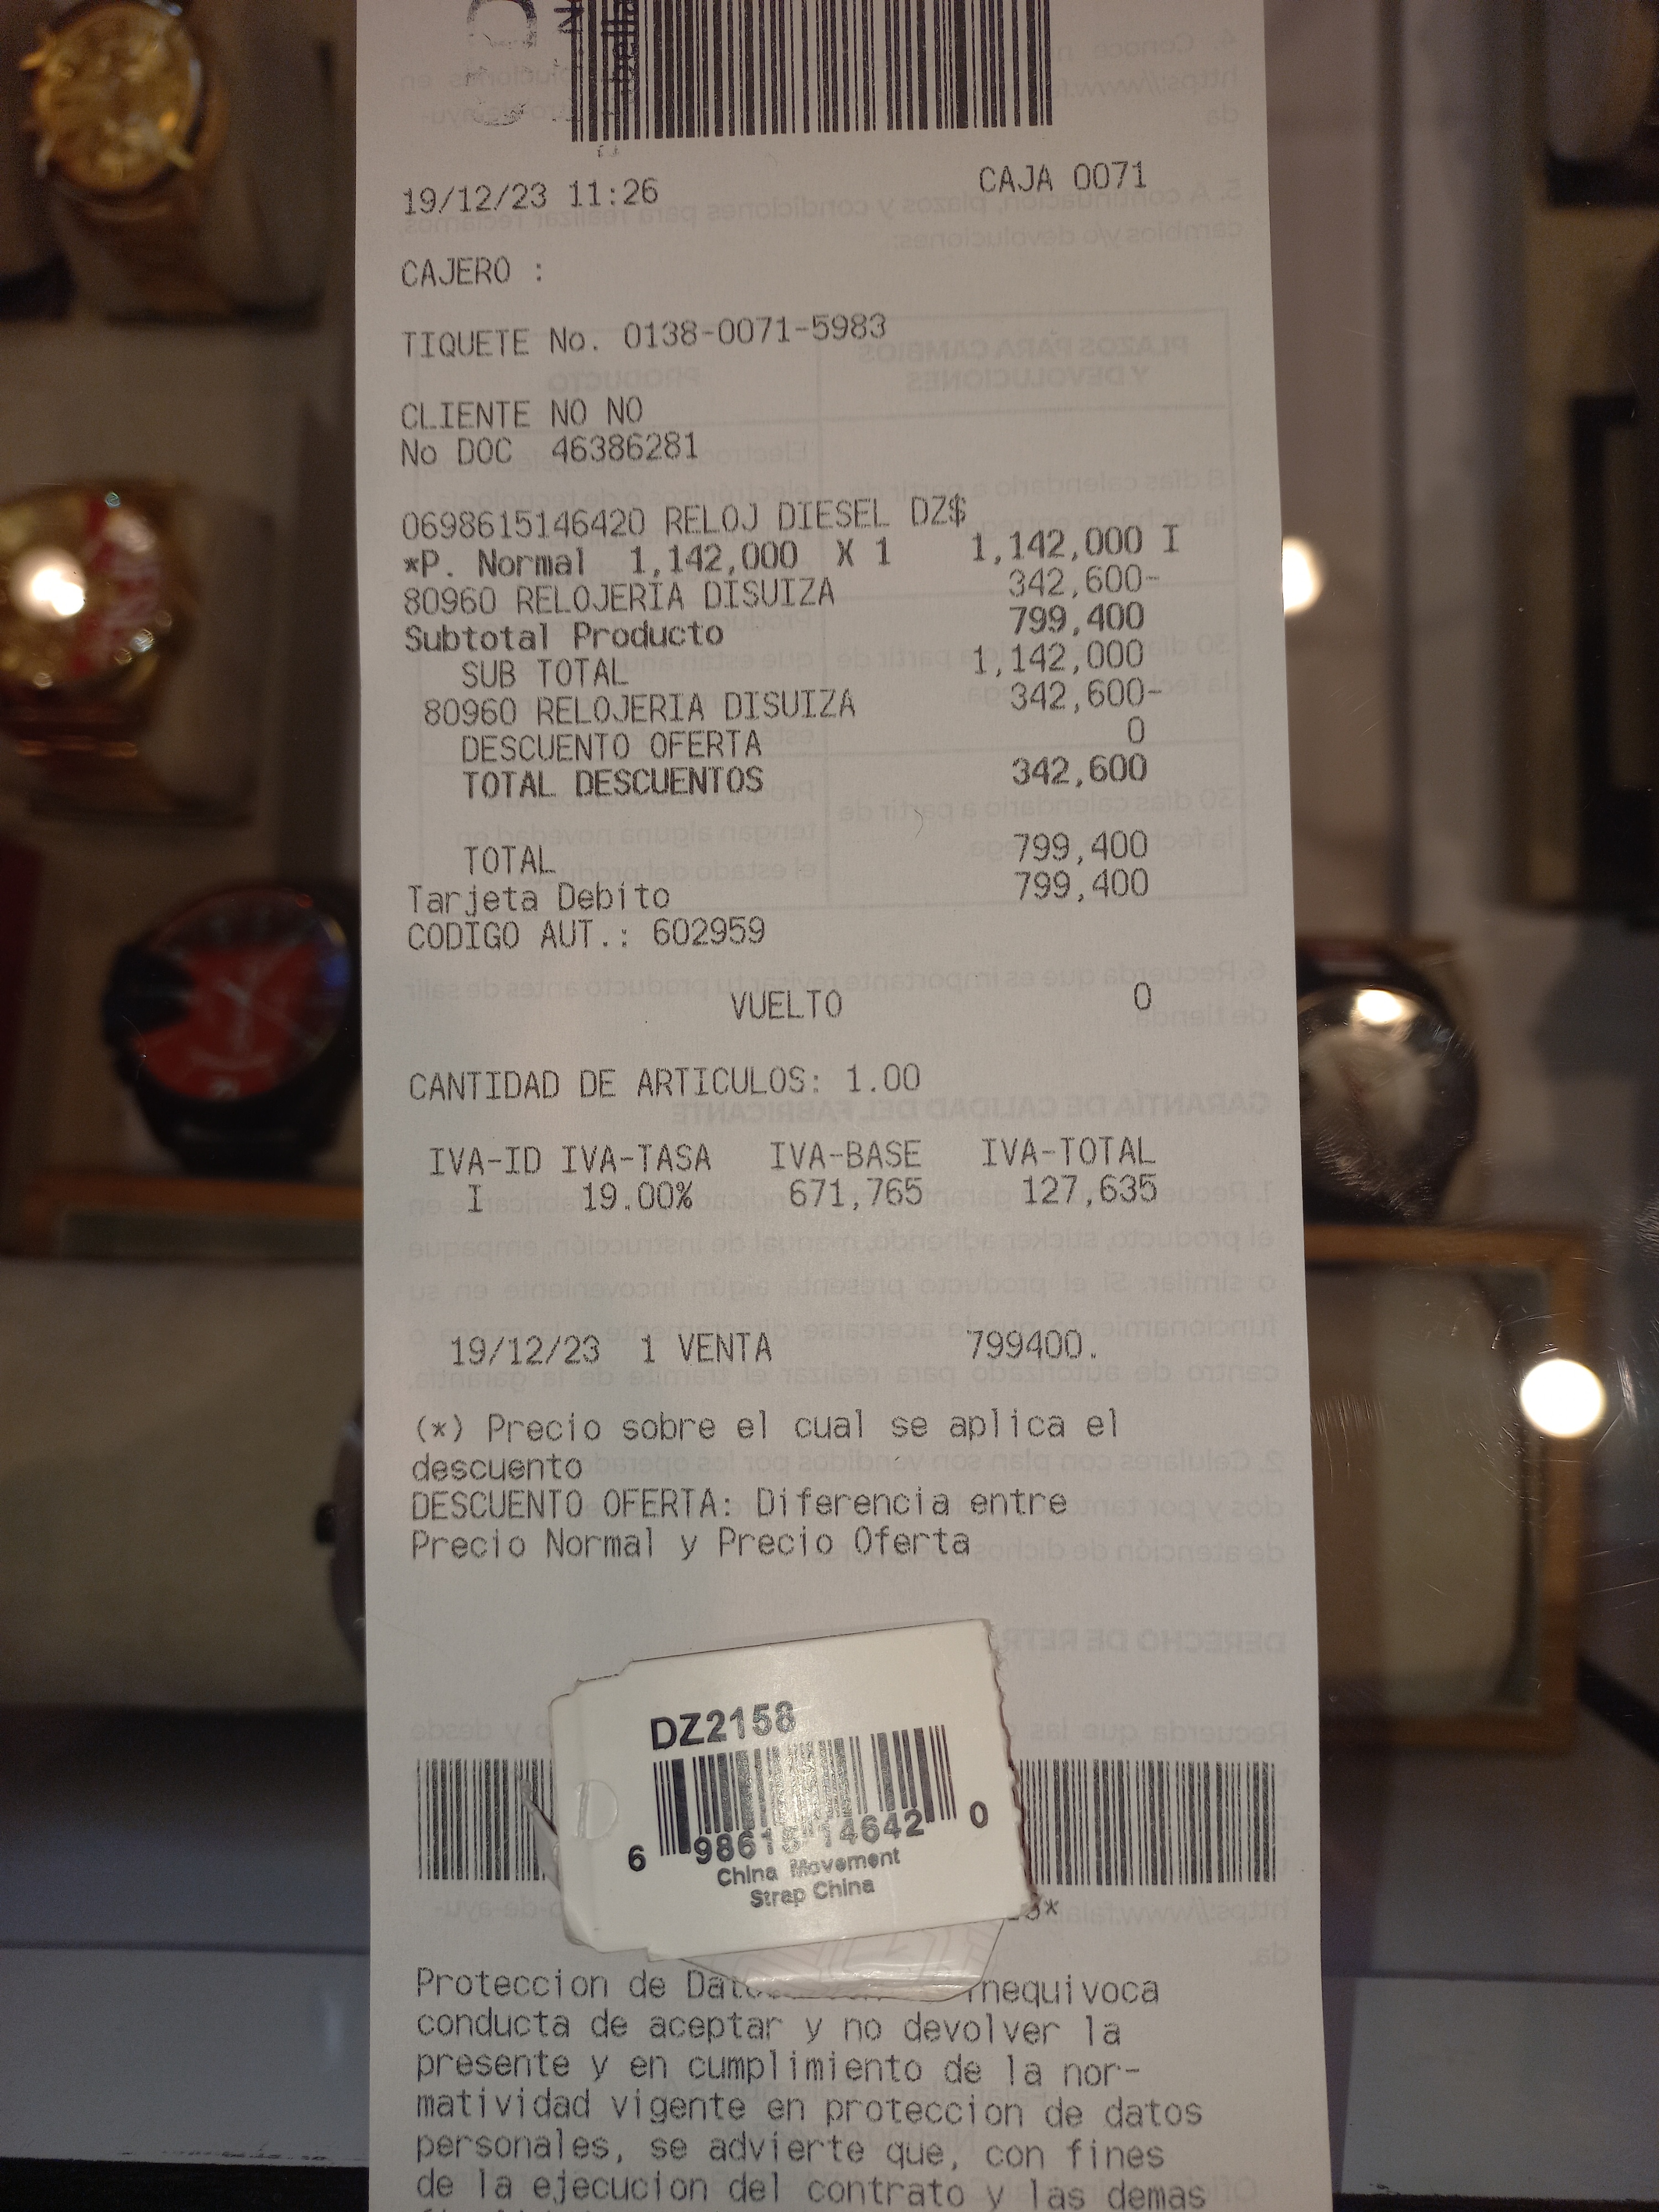 19/12/23 11:26 CAJA 0071
CAJERO :
TIQUETE No. 0138-0071-5983
CLIENTE NO NO
No DOC 46386281
0698615146420 RELOJ DIESEL DZ$
*P. Normal 1,142,000 X 1 1,142,000 I
80960 RELOJERIA DISUIZA 342,600-
Subtotal Producto 799,400
SUB TOTAL 1,142,000
80960 RELOJERIA DISUIZA 342,600-
DESCUENTO OFERTA 0
TOTAL DESCUENTOS 342,600
TOTAL 799,400
Tarjeta Debito 799,400
CODIGO AUT.: 602959
VUELTO 0
CANTIDAD DE ARTICULOS: 1.00
IVA-ID IVA-TASA IVA-BASE IVA-TOTAL
I 19.00% 671,765 127,635
19/12/23 1 VENTA 799400.
(*) Precio sobre el cual se aplica el
descuento
DESCUENTO OFERTA: Diferencia entre
Precio Normal y Precio Oferta
DZ2158
6 98615 14642 0
China Movement
Strap China
Proteccion de
conducta de aceptar y no devolver la
presente y en cumplimiento de la nor-
matividad vigente en proteccion de datos
personales, se advierte que, con fines
de la ejecucion del contrato y las demas